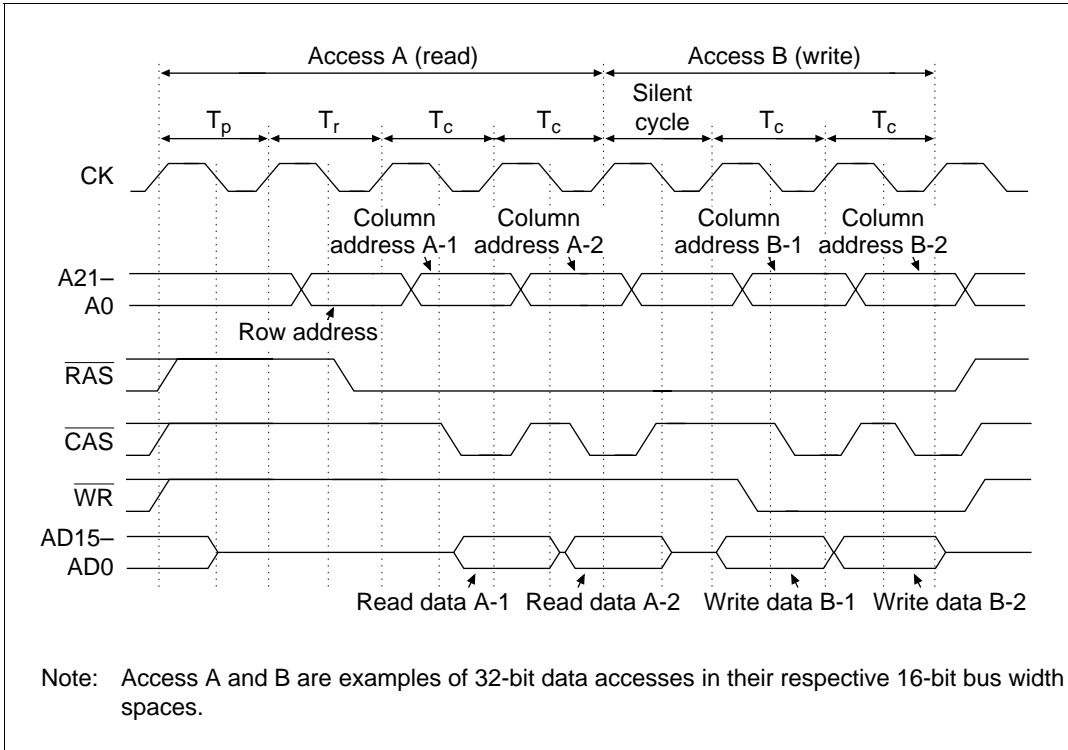 Access A (read) Access B (write)
Silent cycle
Tp Tr Tc Tc Tc Tc
CK
Column address A-1 Column address A-2 Column address B-1 Column address B-2
A21–
A0
Row address
RAS
CAS
WR
AD15–
AD0
Read data A-1 Read data A-2 Write data B-1 Write data B-2
Note: Access A and B are examples of 32-bit data accesses in their respective 16-bit bus width
spaces.